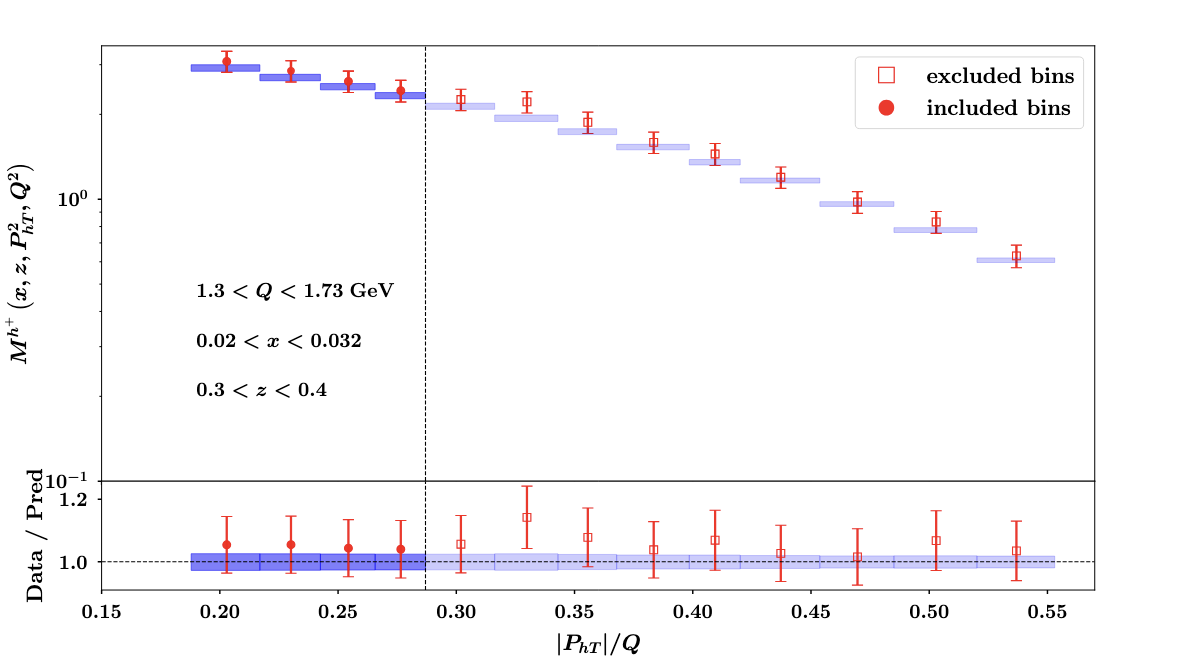 excluded bins
included bins
M^{h^+} (x, z, P_{hT}^2, Q^2)
10^0
1.3 < Q < 1.73 GeV
0.02 < x < 0.032
0.3 < z < 0.4
10^{-1}
Data / Pred
1.2
1.0
0.15 0.20 0.25 0.30 0.35 0.40 0.45 0.50 0.55
|P_{hT}|/Q